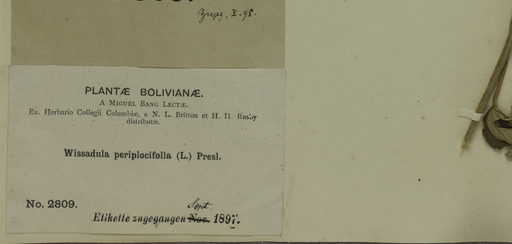 PLANTÆ BOLIVIANÆ.
A MIGUEL BANG LECTÆ.
Ex. Herbario Collegii Columbiæ, a N. L. Britton et H. H. Rusby
distributæ.
Wissadula periplocifolia (L.) Presl.
No. 2809.
Sept.
Etikette zugegangen Nov. 1897.